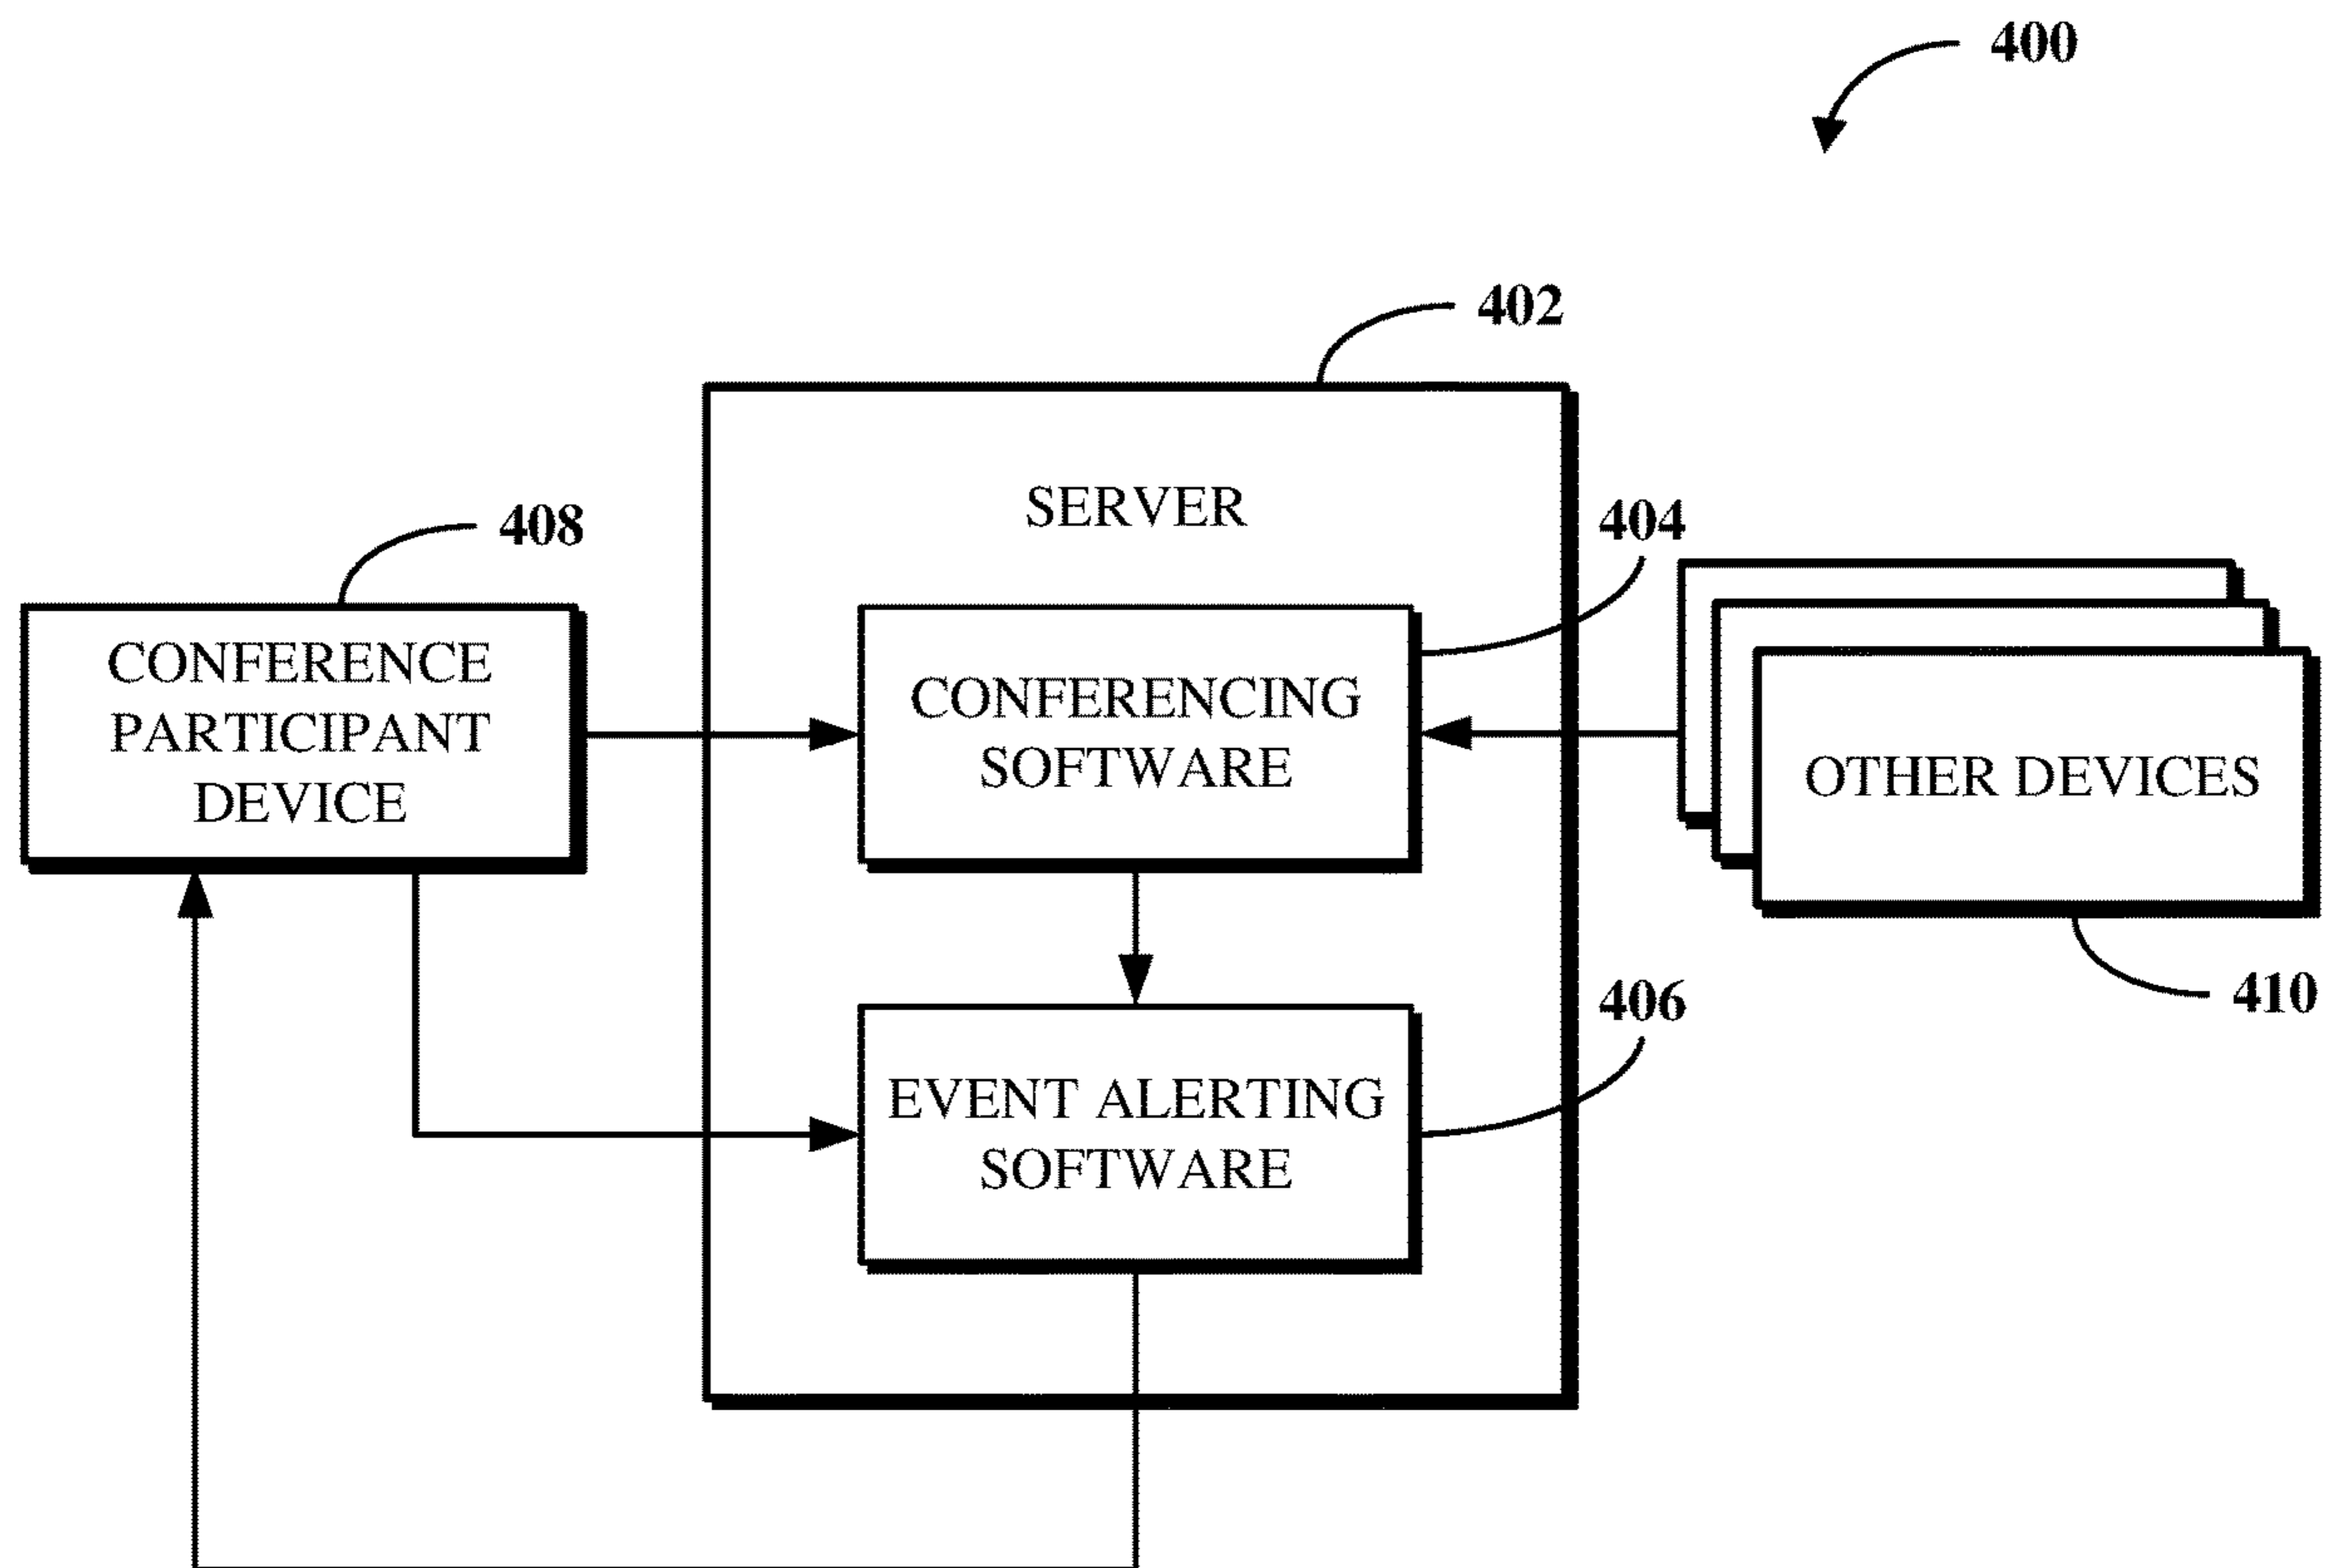 400
402
SERVER
408
404
CONFERENCE
PARTICIPANT
DEVICE
CONFERENCING
SOFTWARE
OTHER DEVICES
410
406
EVENT ALERTING
SOFTWARE